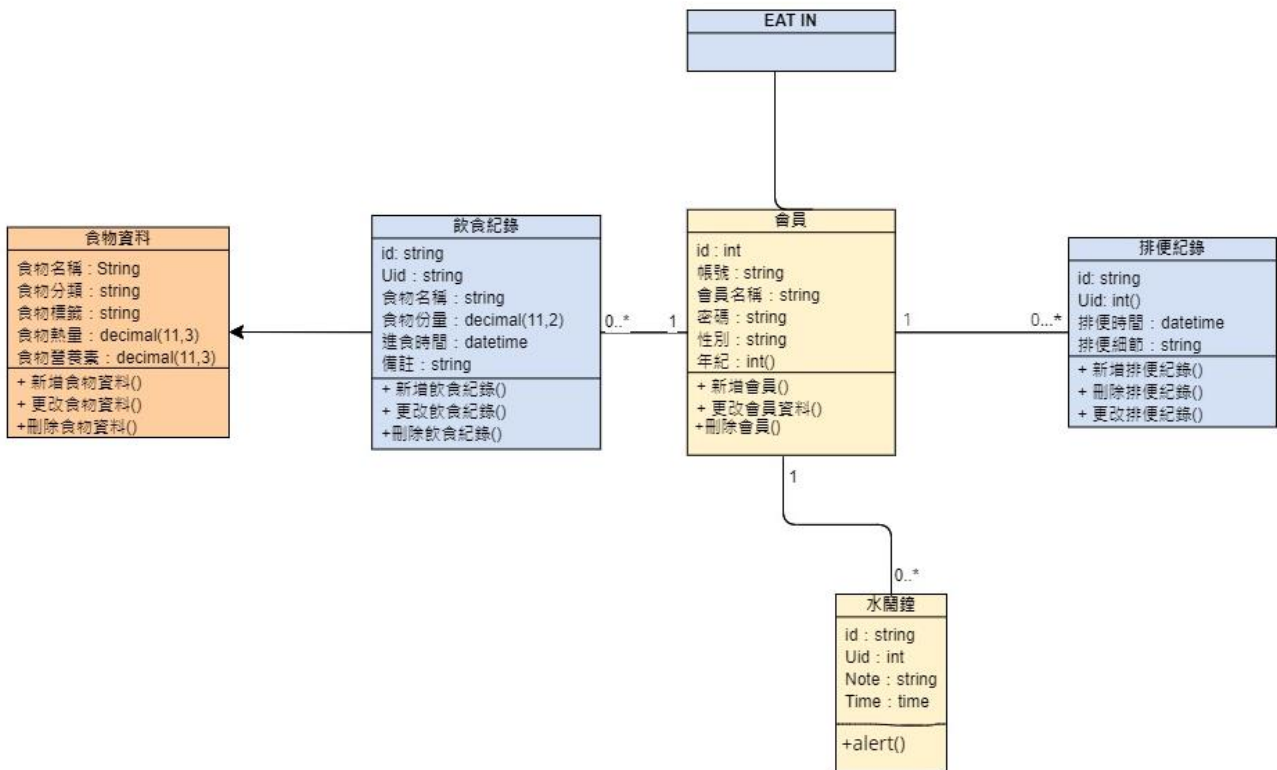 EAT IN
食物資料
食物名稱 : String
食物分類 : string
食物標籤 : string
食物熱量 : decimal(11,3)
食物營養素 : decimal(11,3)
+ 新增食物資料()
+ 更改食物資料()
+刪除食物資料()
飲食紀錄
id: string
Uid : string
食物名稱 : string
食物份量 : decimal(11,2)
進食時間 : datetime
備註 : string
+ 新增飲食紀錄()
+ 更改飲食紀錄()
+刪除飲食紀錄()
0..*
1
會員
id : int
帳號 : string
會員名稱 : string
密碼 : string
性別 : string
年紀 : int()
+ 新增會員()
+ 更改會員資料()
+刪除會員()
1
0...*
排便紀錄
id: string
Uid: int()
排便時間 : datetime
排便細節 : string
+ 新增排便紀錄()
+ 刪除排便紀錄()
+ 更改排便紀錄()
1
0..*
水鬧鐘
id : string
Uid : int
Note : string
Time : time
+alert()